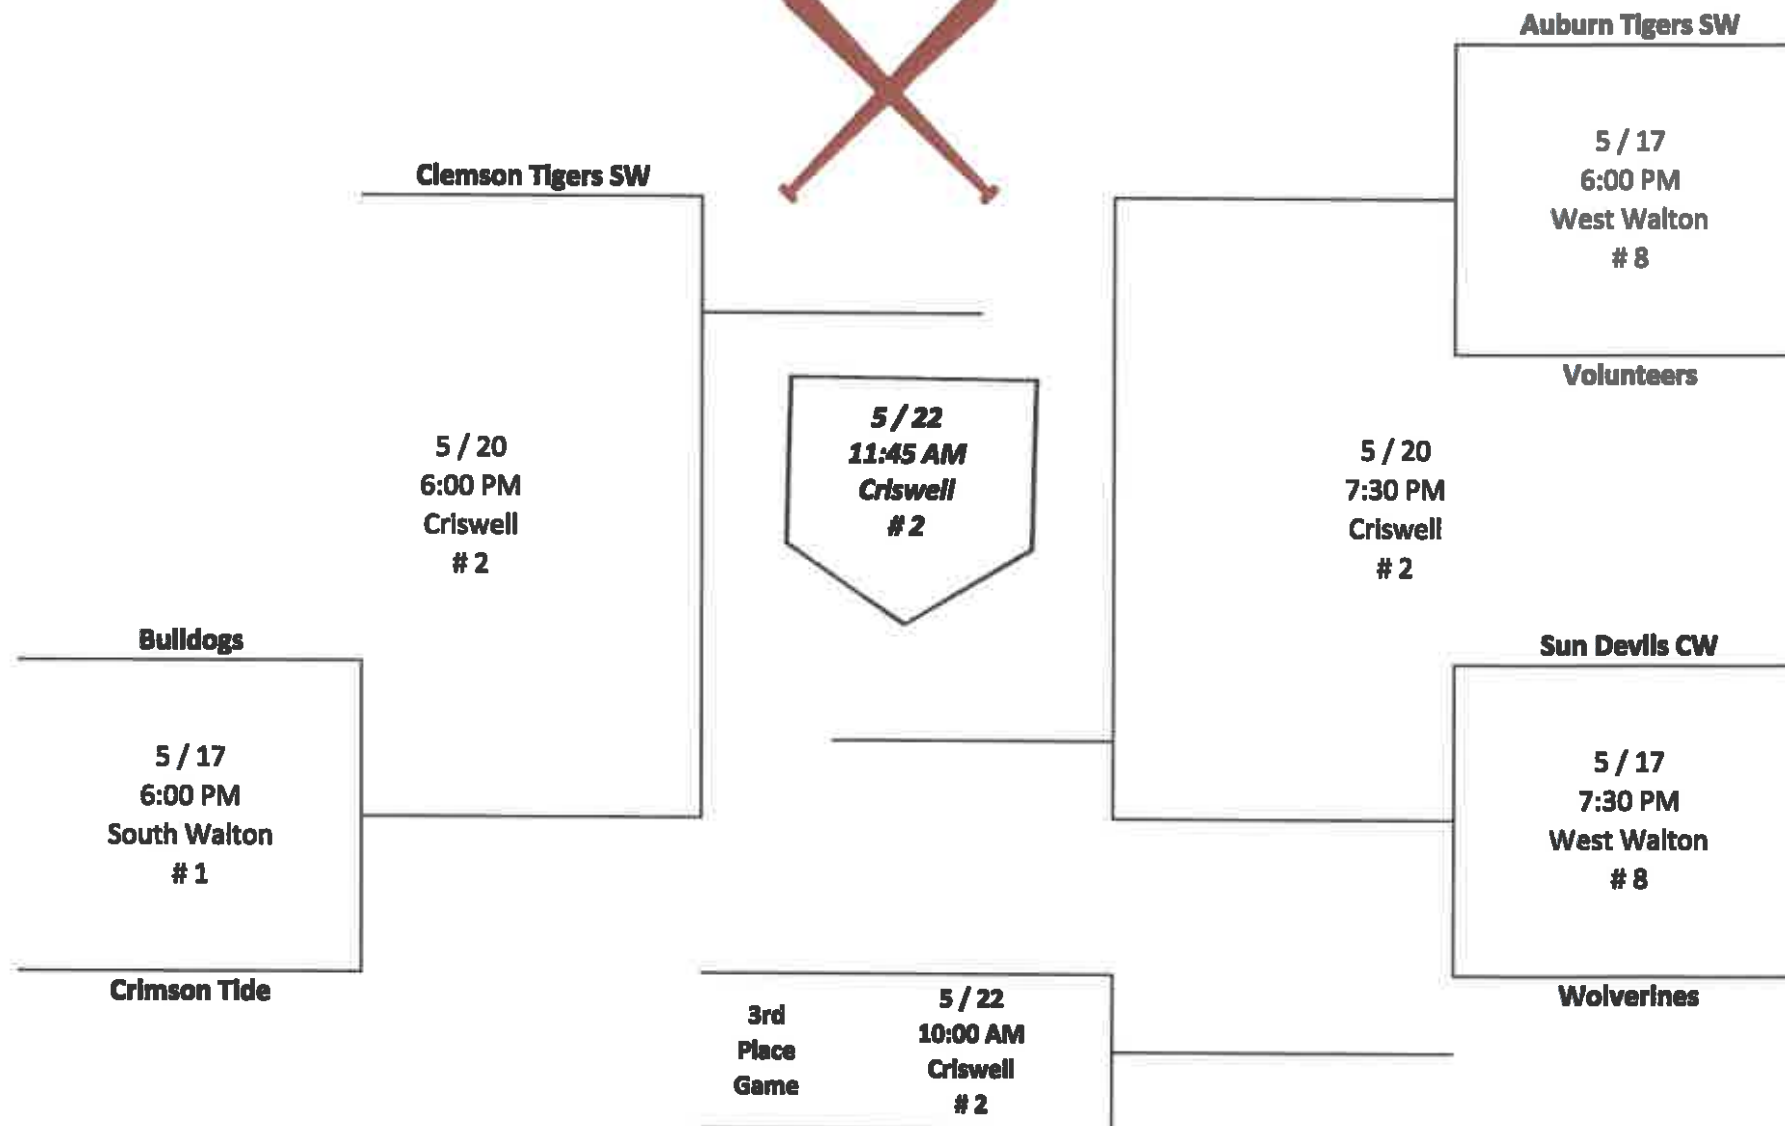 Auburn Tigers SW
5 / 17
6:00 PM
West Walton
# 8
Volunteers
Clemson Tigers SW
5 / 20
6:00 PM
Criswell
# 2
5 / 22
11:45 AM
Criswell
# 2
5 / 20
7:30 PM
Criswell
# 2
Bulldogs
5 / 17
6:00 PM
South Walton
# 1
Crimson Tide
Sun Devils CW
5 / 17
7:30 PM
West Walton
# 8
Wolverines
3rd
Place
Game
5 / 22
10:00 AM
Criswell
# 2